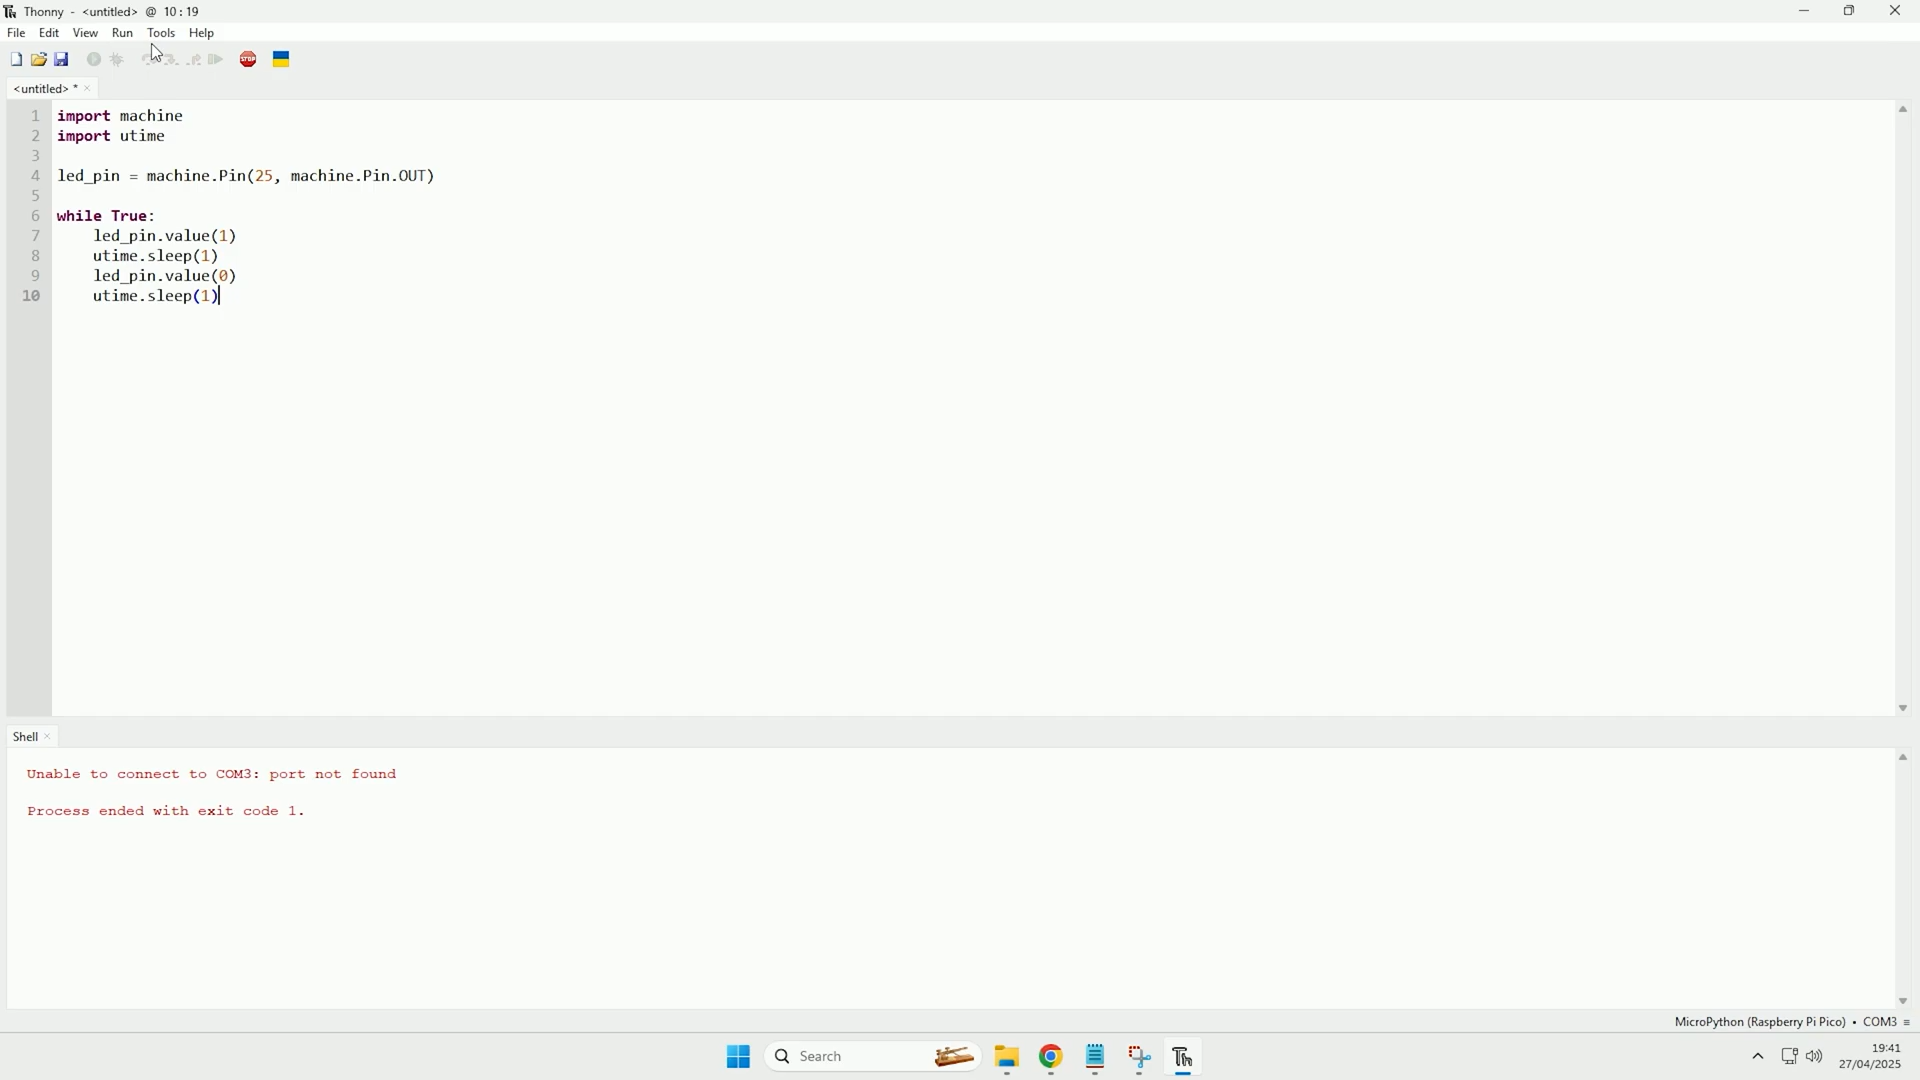 Thonny - <untitled> @ 10:19
File Edit View Run Tools Help
STOP
<untitled> * ×
1 import machine
2 import utime
3
4 led_pin = machine.Pin(25, machine.Pin.OUT)
5
6 while True:
7 led_pin.value(1)
8 utime.sleep(1)
9 led_pin.value(0)
10 utime.sleep(1)
Shell ×
Unable to connect to COM3: port not found
Process ended with exit code 1.
MicroPython (Raspberry Pi Pico) • COM3 ≡
Search
19:41
27/04/2025